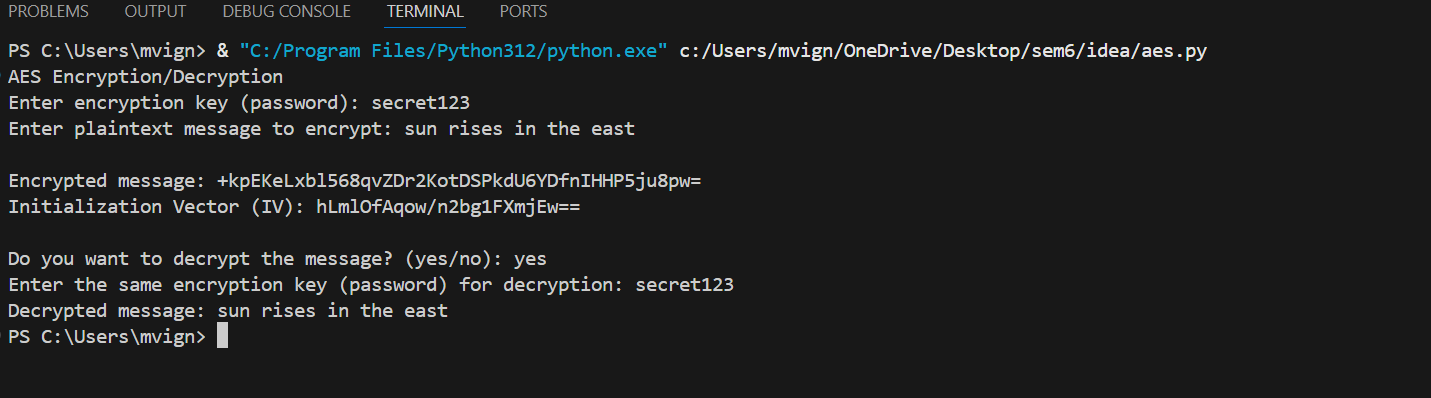 PROBLEMS OUTPUT DEBUG CONSOLE TERMINAL PORTS
PS C:\Users\mvign> & "C:/Program Files/Python312/python.exe" c:/Users/mvign/OneDrive/Desktop/sem6/idea/aes.py
AES Encryption/Decryption
Enter encryption key (password): secret123
Enter plaintext message to encrypt: sun rises in the east
Encrypted message: +kpEKeLxbl568qvZDr2KotDSPkdU6YDfnIHHP5ju8pw=
Initialization Vector (IV): hLmlOfAqow/n2bg1FXmjEw==
Do you want to decrypt the message? (yes/no): yes
Enter the same encryption key (password) for decryption: secret123
Decrypted message: sun rises in the east
PS C:\Users\mvign>